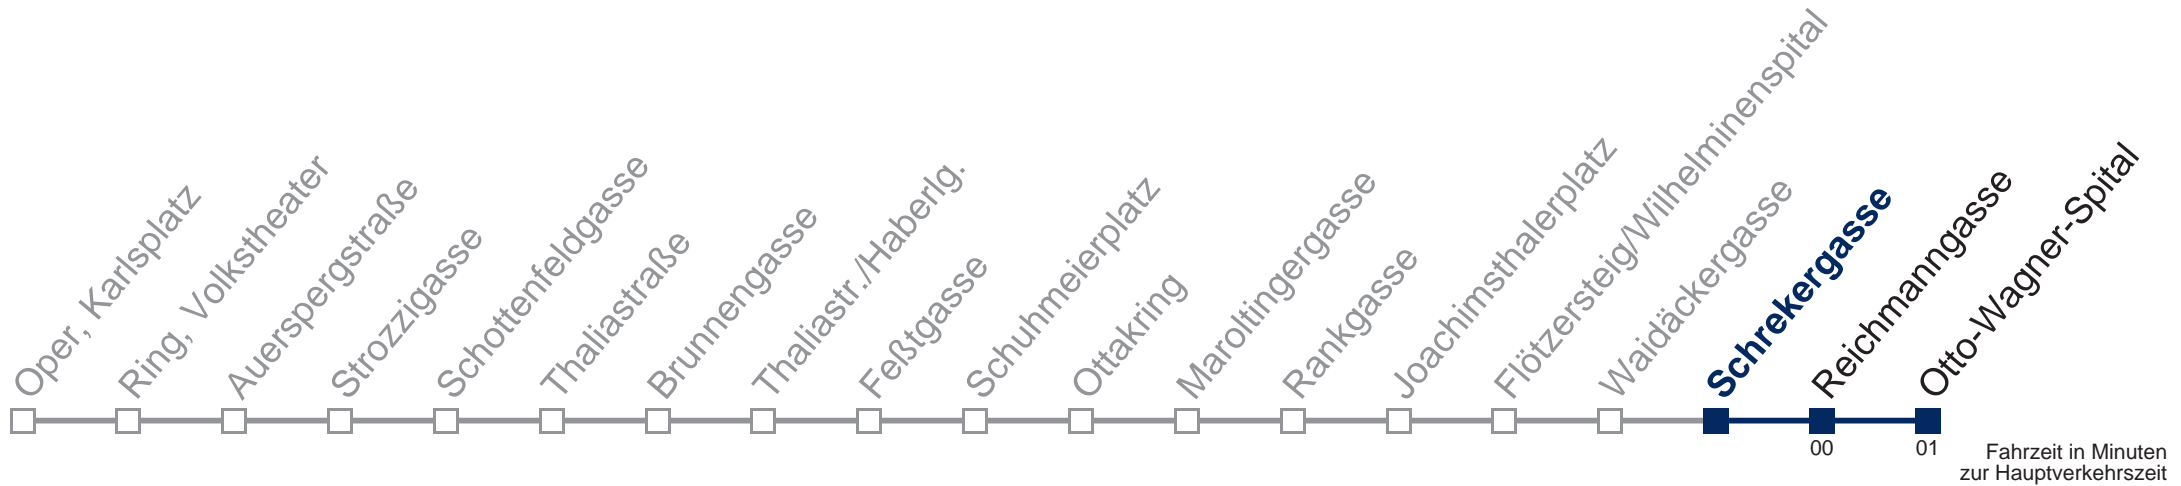 Oper, Karlsplatz
Ring, Volkstheater
Auerspergstraße
Strozzigasse
Schottenfeldgasse
Thaliastraße
Brunnengasse
Thaliastr./Haberlg.
Feßtgasse
Schuhmeierplatz
Ottakring
Maroltingergasse
Rankgasse
Joachimsthalerplatz
Flötzersteig/Wilhelminenspital
Waidäckergasse
Schrekergasse
Reichmanngasse
Otto-Wagner-Spital
00
01
Fahrzeit in Minuten
zur Hauptverkehrszeit